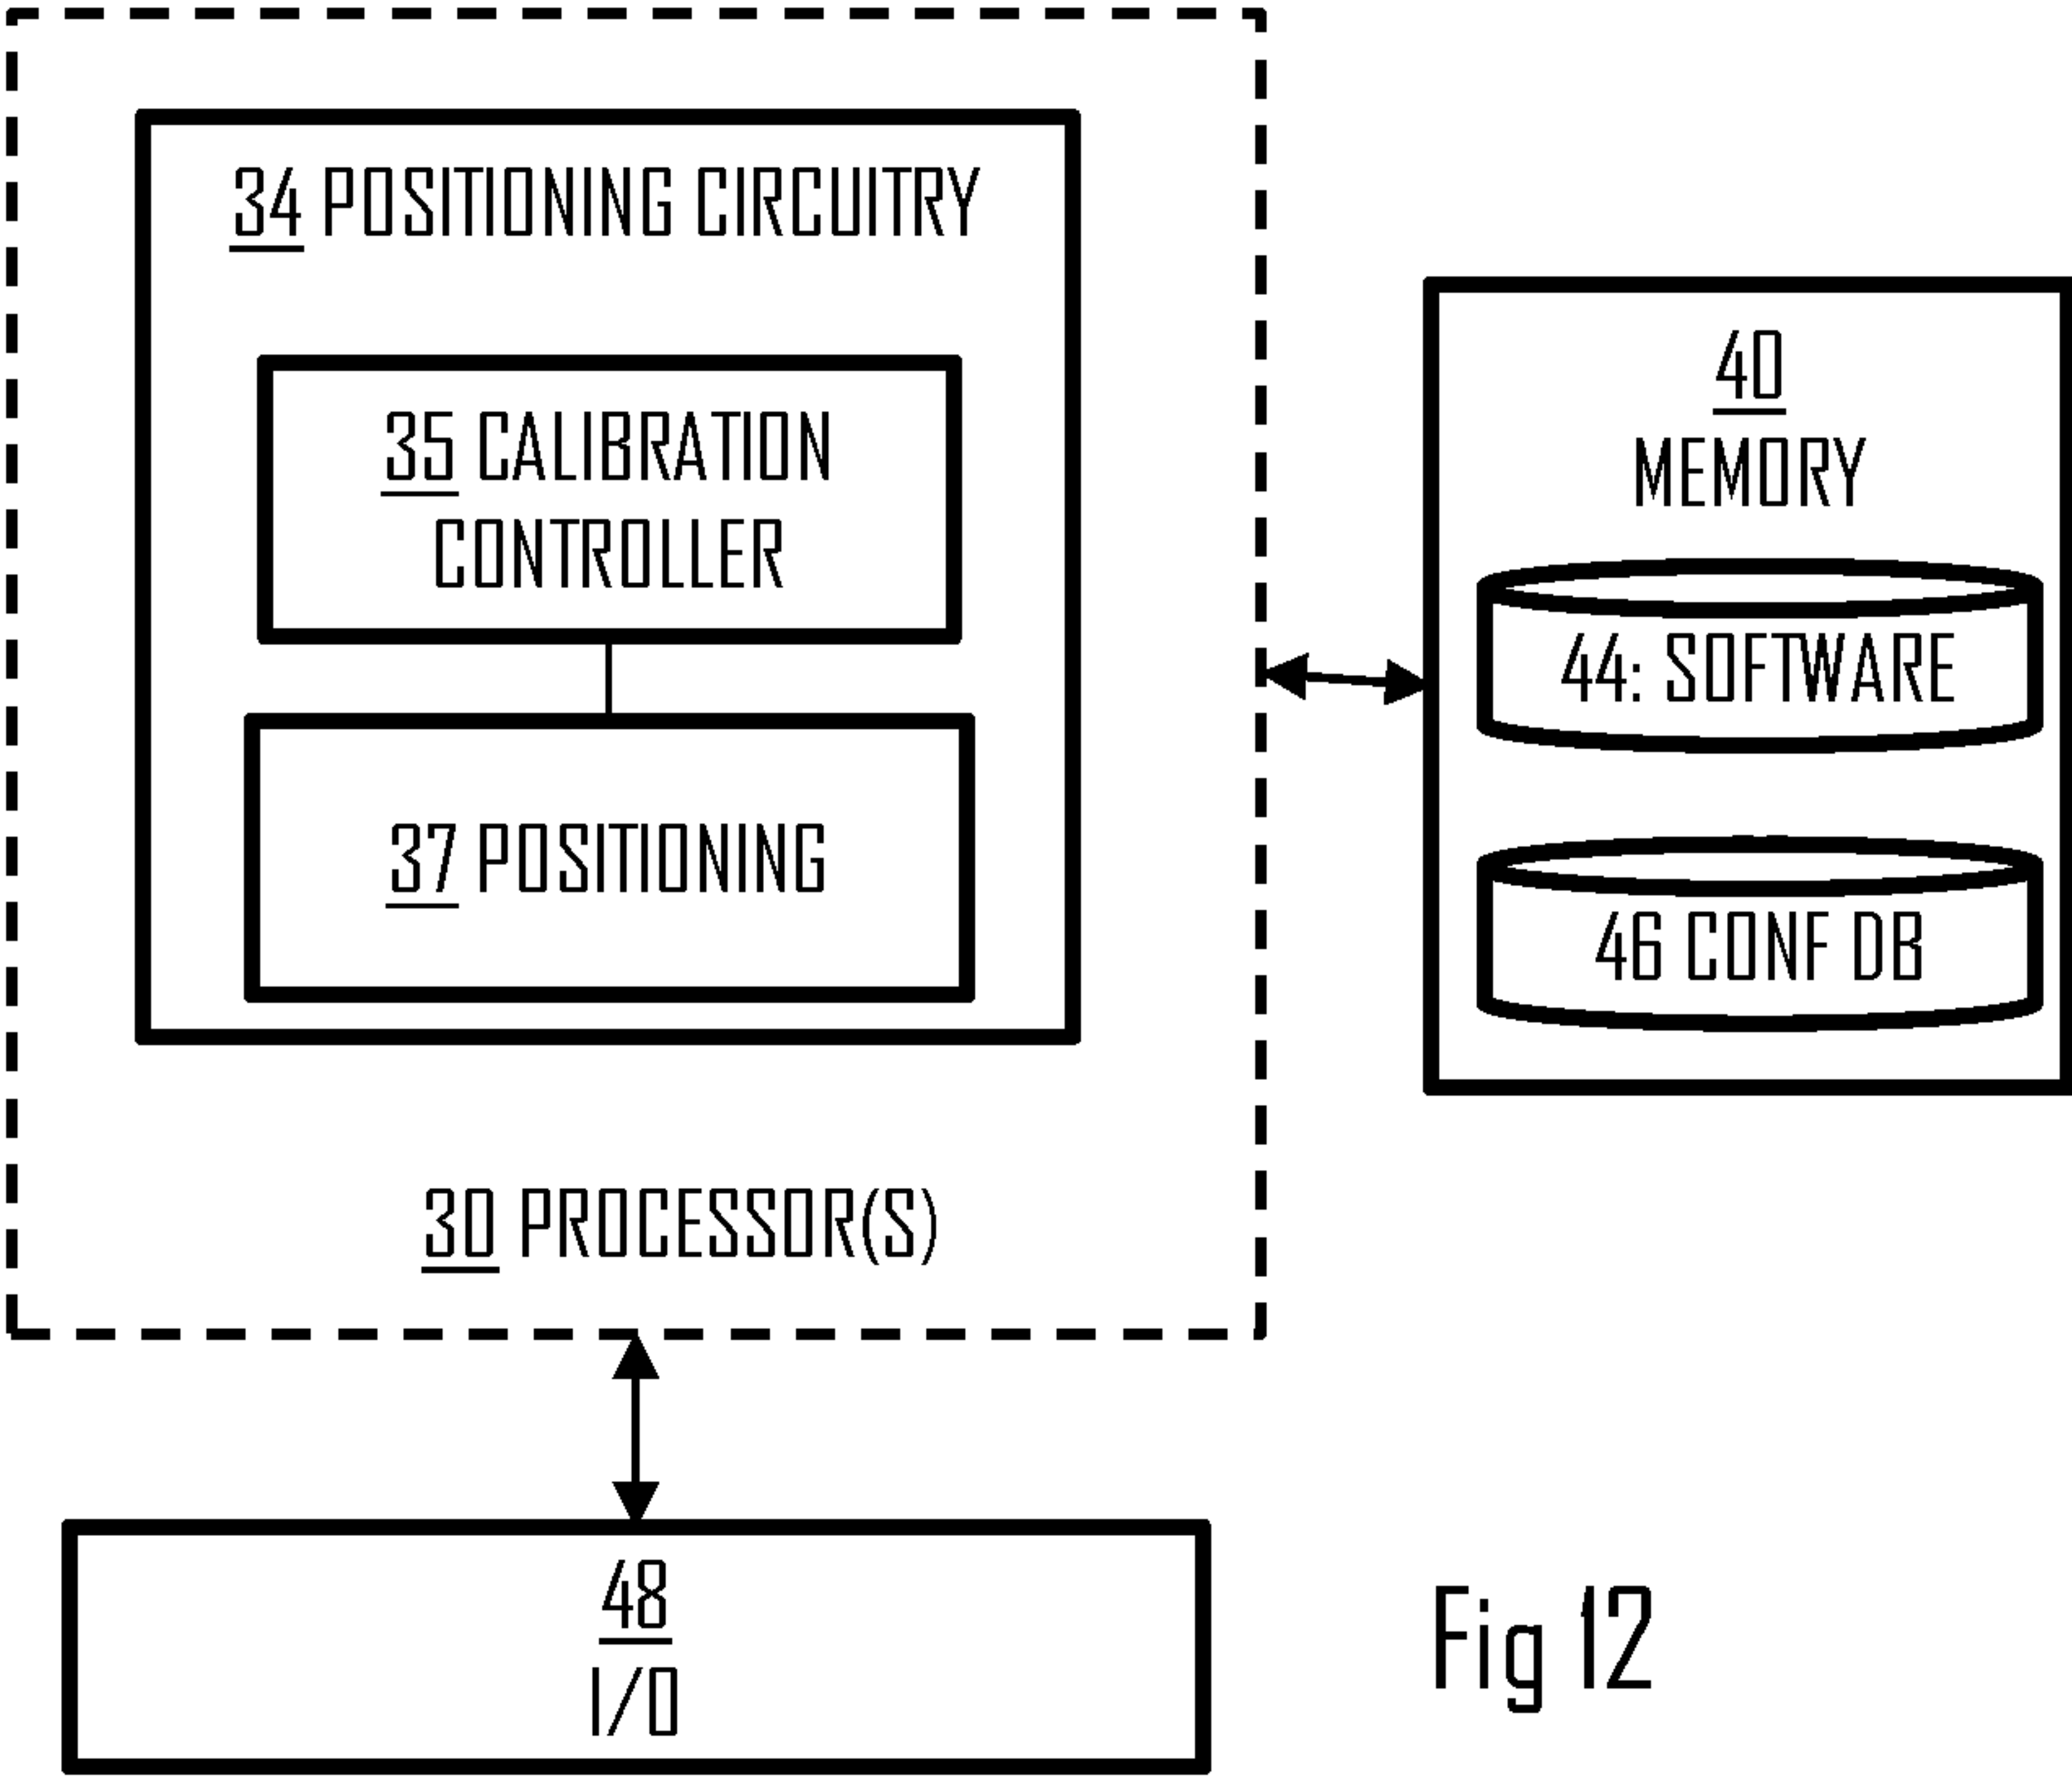 34 POSITIONING CIRCUITRY
35 CALIBRATION
CONTROLLER
37 POSITIONING
30 PROCESSOR(S)
40
MEMORY
44: SOFTWARE
46 CONF DB
48
I/O
Fig 12